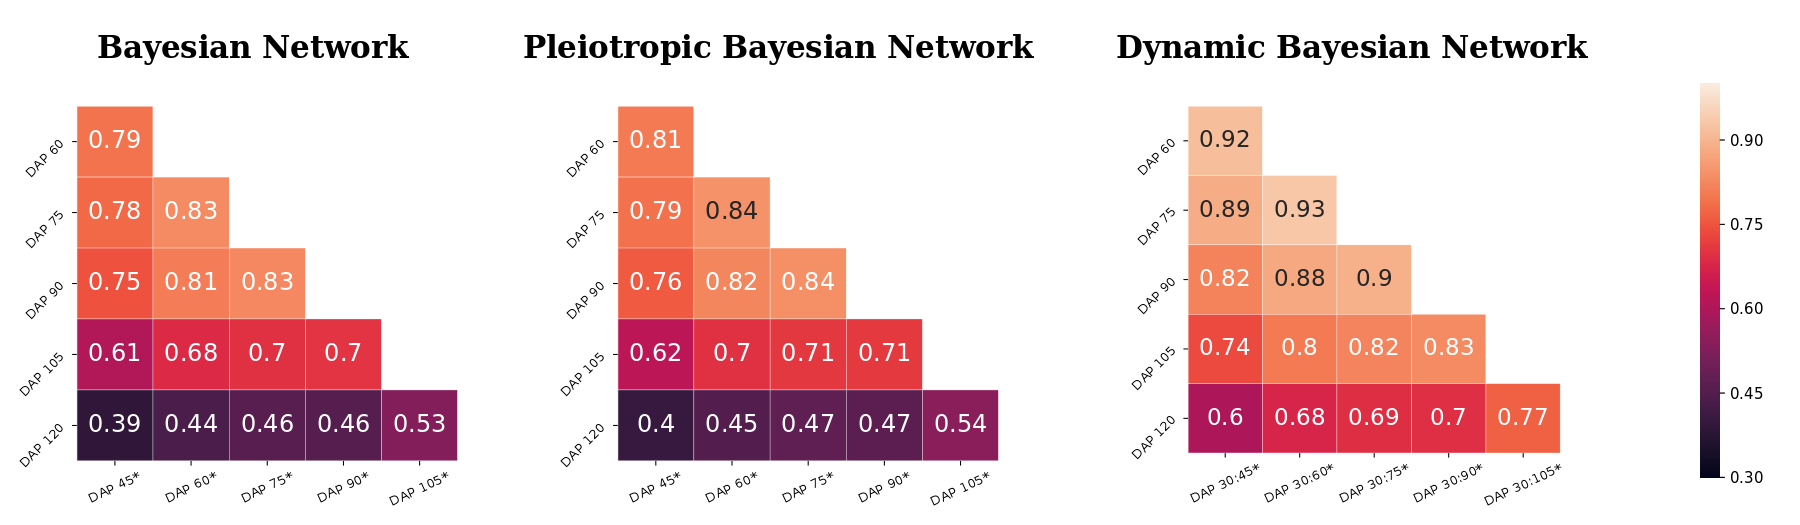 Bayesian Network
DAP 60
0.79
DAP 75
0.78 0.83
DAP 90
0.75 0.81 0.83
DAP 105
0.61 0.68 0.7 0.7
DAP 120
0.39 0.44 0.46 0.46 0.53
DAP 45* DAP 60* DAP 75* DAP 90* DAP 105*
Pleiotropic Bayesian Network
DAP 60
0.81
DAP 75
0.79 0.84
DAP 90
0.76 0.82 0.84
DAP 105
0.62 0.7 0.71 0.71
DAP 120
0.4 0.45 0.47 0.47 0.54
DAP 45* DAP 60* DAP 75* DAP 90* DAP 105*
Dynamic Bayesian Network
DAP 60
0.92
DAP 75
0.89 0.93
DAP 90
0.82 0.88 0.9
DAP 105
0.74 0.8 0.82 0.83
DAP 120
0.6 0.68 0.69 0.7 0.77
DAP 30:45* DAP 30:60* DAP 30:75* DAP 30:90* DAP 30:105*
0.90
0.75
0.60
0.45
0.30